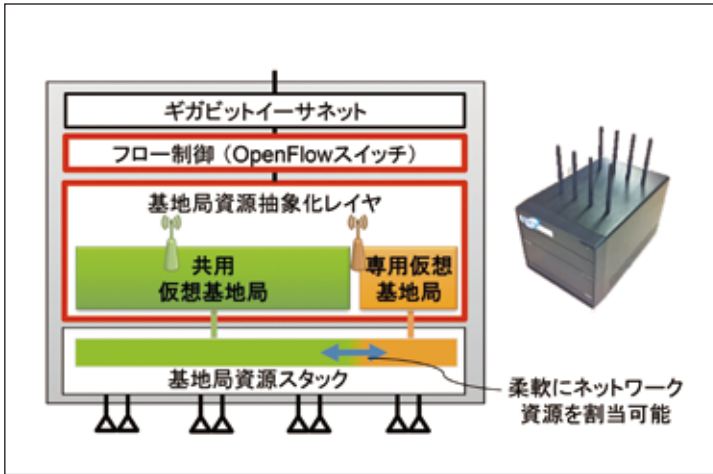 ギガビットイーサネット
フロー制御（OpenFlowスイッチ）
基地局資源抽象化レイヤ
共用
仮想基地局
専用仮想
基地局
基地局資源スタック
柔軟にネットワーク
資源を割当可能